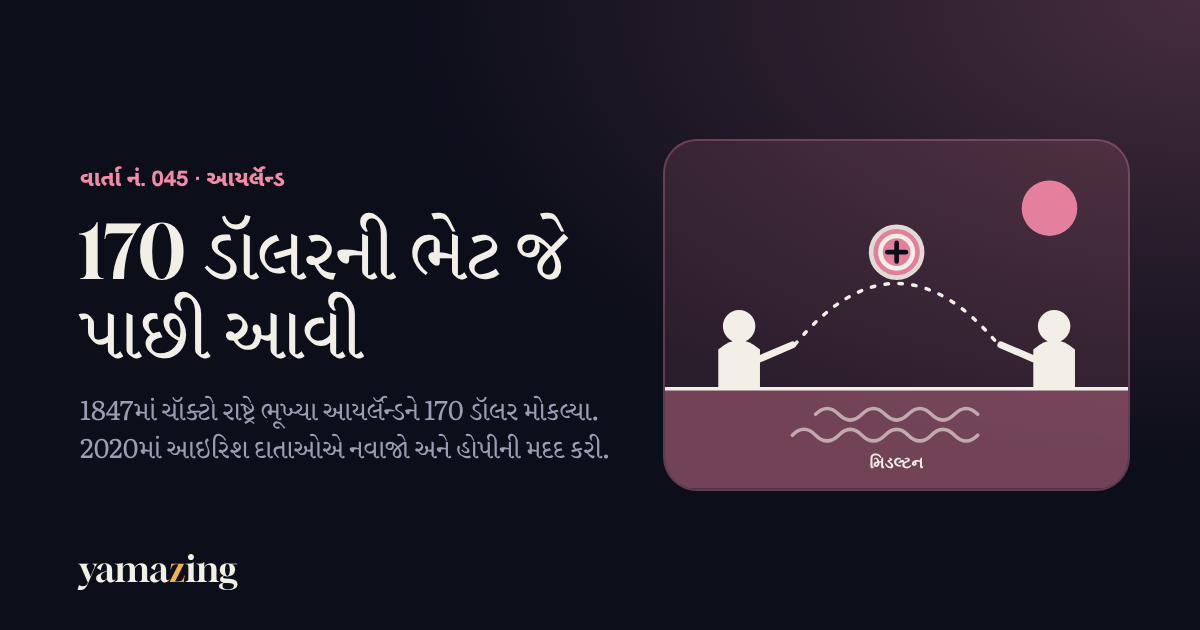 વાર્તા નં. 045 · આયર્લૅન્ડ
170 ડૉલરની ભેટ જે
પાછી આવી
1847માં ચૉક્ટો રાષ્ટ્રે ભૂખ્યા આયર્લૅન્ડને 170 ડૉલર મોકલ્યા.
2020માં આઇરિશ દાતાઓએ નવાજો અને હોપીની મદદ કરી.
મિડલ્ટન
yamazing